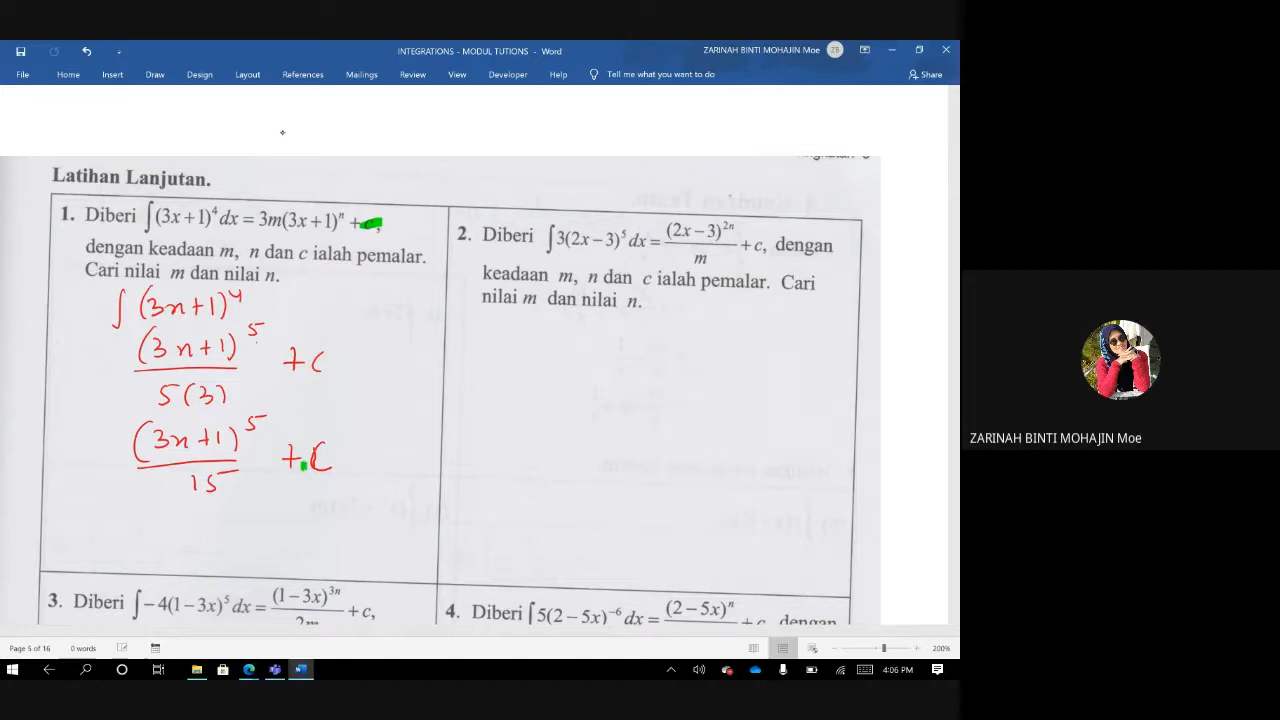 INTEGRATIONS - MODUL TUTIONS - Word
ZARINAH BINTI MOHAJIN Moe
ZB
File Home Insert Draw Design Layout References Mailings Review View Developer Help Tell me what you want to do
Share
Latihan Lanjutan.
1. Diberi ∫(3x+1)⁴ dx = 3m(3x+1)ⁿ + c,
dengan keadaan m, n dan c ialah pemalar.
Cari nilai m dan nilai n.
∫(3x+1)⁴
(3x+1)⁵ + c
5(3)
(3x+1)⁵ + C
15
2. Diberi ∫3(2x−3)⁵ dx = (2x−3)²ⁿ/m + c, dengan
keadaan m, n dan c ialah pemalar. Cari
nilai m dan nilai n.
3. Diberi ∫−4(1−3x)⁵ dx = (1−3x)³ⁿ/2m + c,
4. Diberi ∫5(2−5x)⁻⁶ dx = (2−5x)ⁿ + c, dengan
ZARINAH BINTI MOHAJIN Moe
Page 5 of 16 0 words
200%
4:06 PM